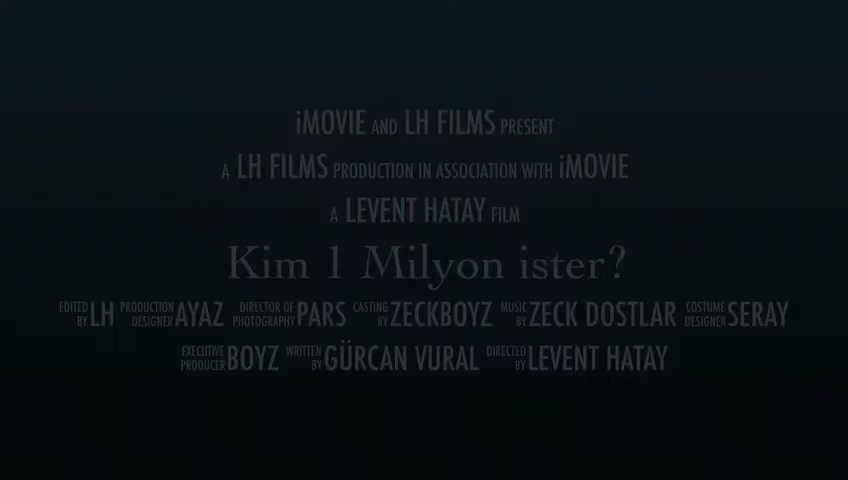 iMOVIE AND LH FILMS PRESENT
A LH FILMS PRODUCTION IN ASSOCIATION WITH iMOVIE
A LEVENT HATAY FILM
Kim 1 Milyon ister?
EDITED BY LH PRODUCTION DESIGNER AYAZ DIRECTOR OF PHOTOGRAPHY PARS CASTING BY ZECKBOYZ MUSIC BY ZECK DOSTLAR COSTUME DESIGNER SERAY
EXECUTIVE PRODUCER BOYZ WRITTEN BY GÜRCAN VURAL DIRECTED BY LEVENT HATAY